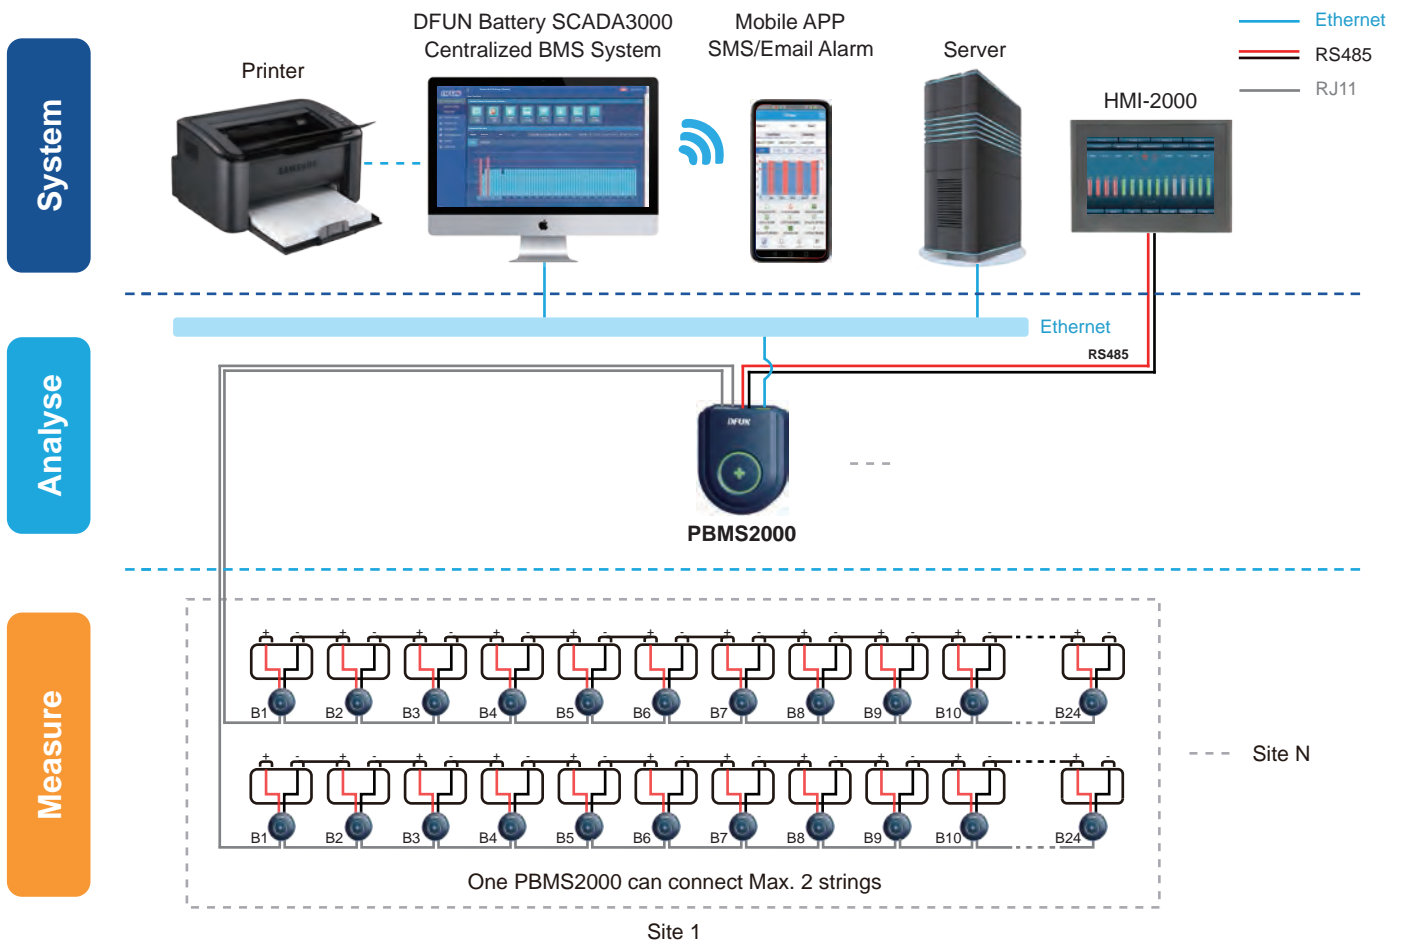 DFUN Battery SCADA3000
Centralized BMS System
Mobile APP
SMS/Email Alarm
Server
Printer
HMI-2000
Ethernet
RS485
RJ11
System
SAMSUNG
Ethernet
RS485
Analyse
DFUN
PBMS2000
Measure
+ - + - + - + - + - + - + - + - + - + - + -
B1 B2 B3 B4 B5 B6 B7 B8 B9 B10 B24
+ - + - + - + - + - + - + - + - + - + - + -
B1 B2 B3 B4 B5 B6 B7 B8 B9 B10 B24
Site N
One PBMS2000 can connect Max. 2 strings
Site 1